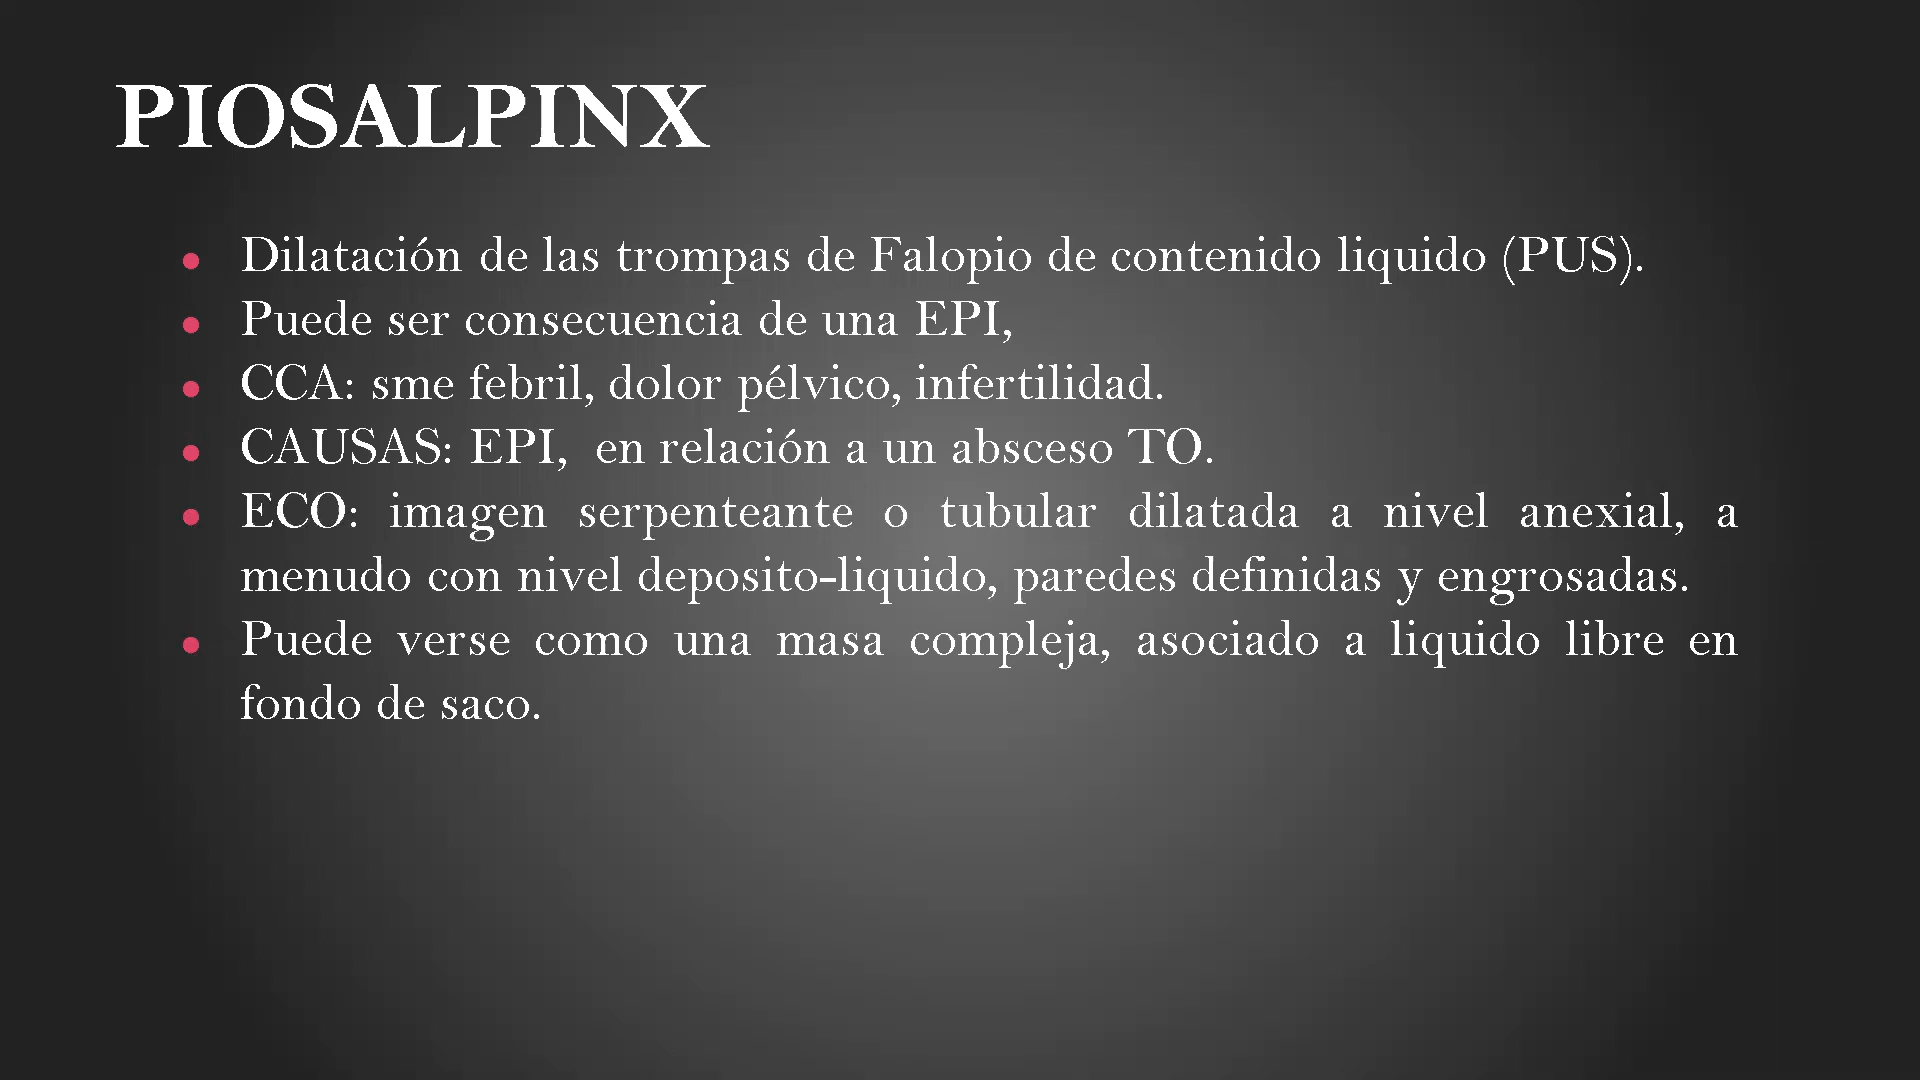 PIOSALPINX
Dilatación de las trompas de Falopio de contenido liquido (PUS).
Puede ser consecuencia de una EPI,
CCA: sme febril, dolor pélvico, infertilidad.
CAUSAS: EPI,  en relación a un absceso TO.
ECO: imagen serpenteante o tubular dilatada a nivel anexial, a
menudo con nivel deposito-liquido, paredes definidas y engrosadas.
Puede verse como una masa compleja, asociado a liquido libre en
fondo de saco.